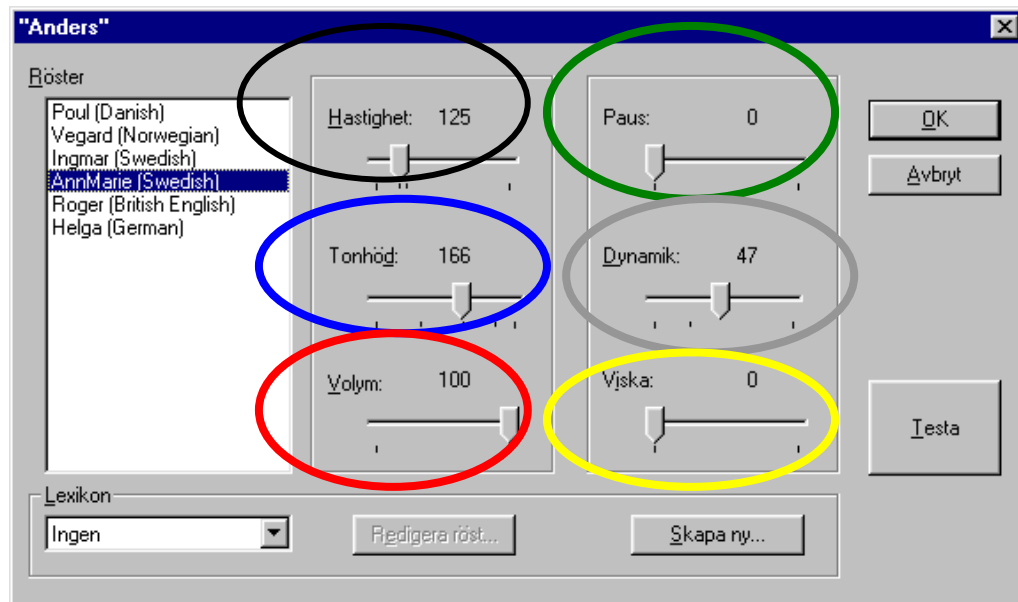 "Anders"
Röster
Poul (Danish)
Vegard (Norwegian)
Ingmar (Swedish)
AnnMarie (Swedish)
Roger (British English)
Helga (German)
Hastighet: 125
Tonhöd: 166
Volym: 100
Paus: 0
Dynamik: 47
Viska: 0
OK
Avbryt
Testa
Lexikon
Ingen
Redigera röst...
Skapa ny...